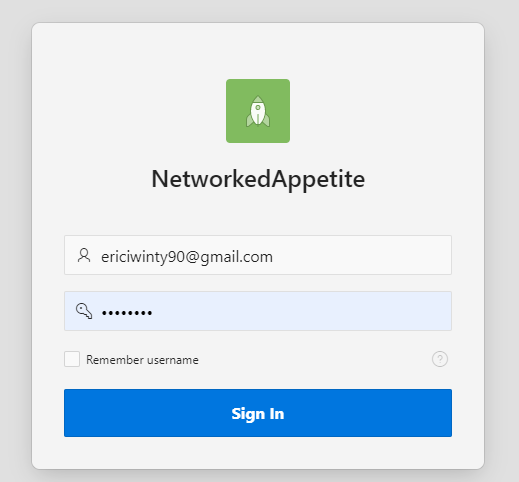 NetworkedAppetite
ericiwinty90@gmail.com
••••••••
Remember username
?
Sign In